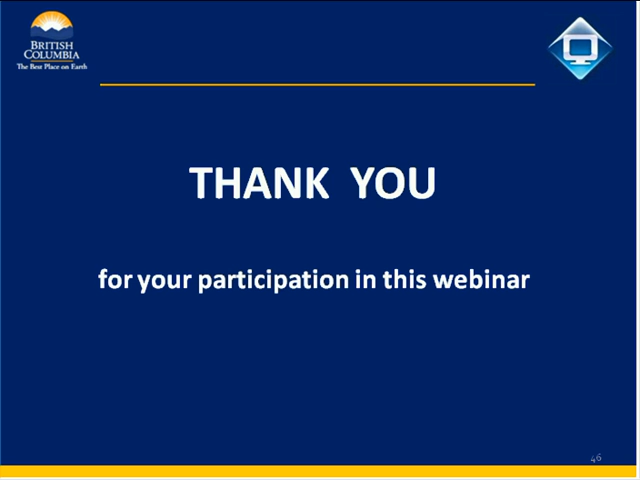 BRITISH
COLUMBIA
The Best Place on Earth
THANK YOU
for your participation in this webinar
46